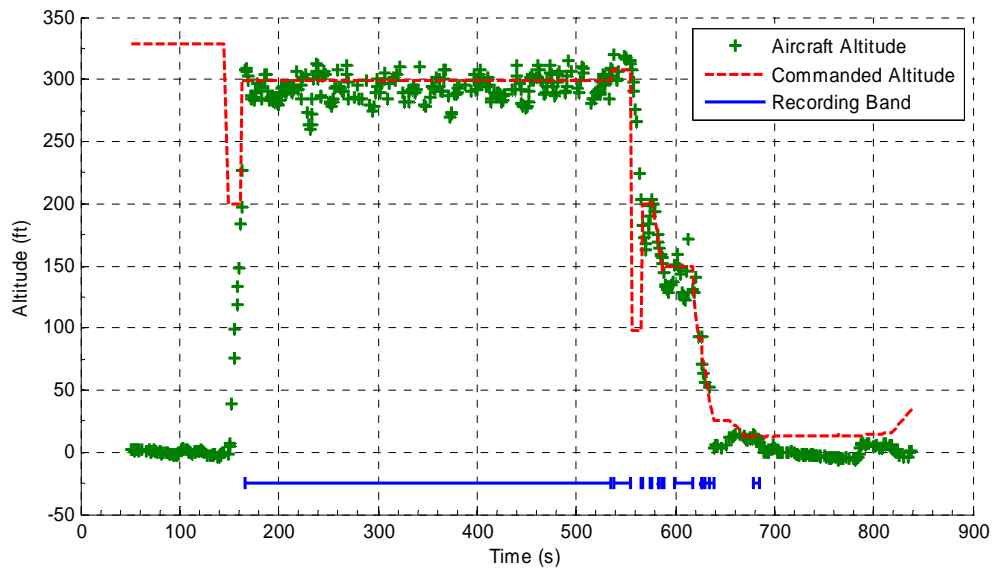 350
300
250
200
150
100
50
0
-50
Altitude (ft)
Aircraft Altitude
Commanded Altitude
Recording Band
0 100 200 300 400 500 600 700 800 900
Time (s)